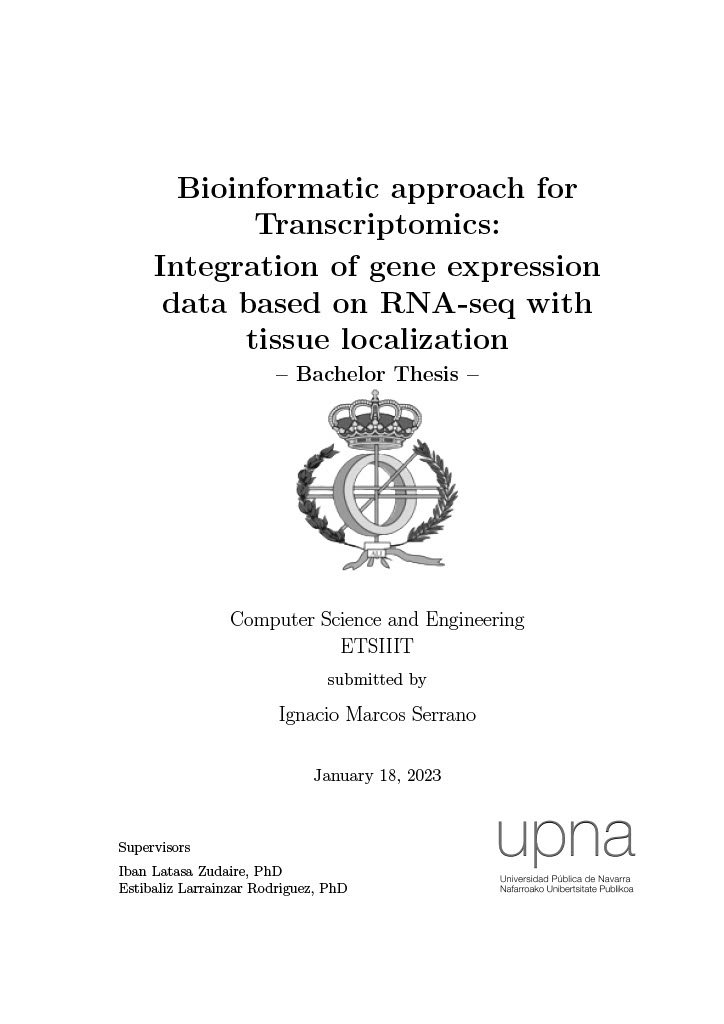 Bioinformatic approach for
Transcriptomics:
Integration of gene expression
data based on RNA-seq with
tissue localization
– Bachelor Thesis –
Computer Science and Engineering
ETSIIIT
submitted by
Ignacio Marcos Serrano
January 18, 2023
Supervisors
Iban Latasa Zudaire, PhD
Estibaliz Larrainzar Rodriguez, PhD
upna
Universidad Pública de Navarra
Nafarroako Unibertsitate Publikoa